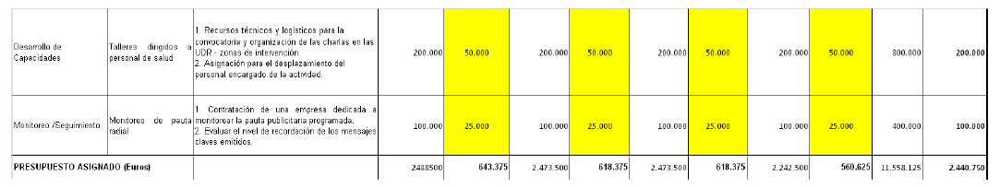 Desarrollo de Capacidades
Talleres dirigidos a personal de salud
1. Recursos técnicos y logísticos para la
convocatoria y organización de las charlas en las
UDR - zonas de intervención.
2. Asignación para el desplazamiento del
personal encargado de la actividad.
200.000 50.000 200.000 50.000 200.000 50.000 200.000 50.000 800.000 200.000
Monitoreo /Seguimiento
Monitoreo de pauta radial
1. Contratación de una empresa dedicada a
monitorear la pauta publicitaria programada.
2. Evaluar el nivel de recordación de los mensajes
claves emitidos.
100.000 25.000 100.000 25.000 100.000 25.000 100.000 25.000 400.000 100.000
PRESUPUESTO ASIGNADO (Euros) 2488500 643.375 2.473.500 618.375 2.473.500 618.375 2.242.500 560.625 11.558.125 2.440.750